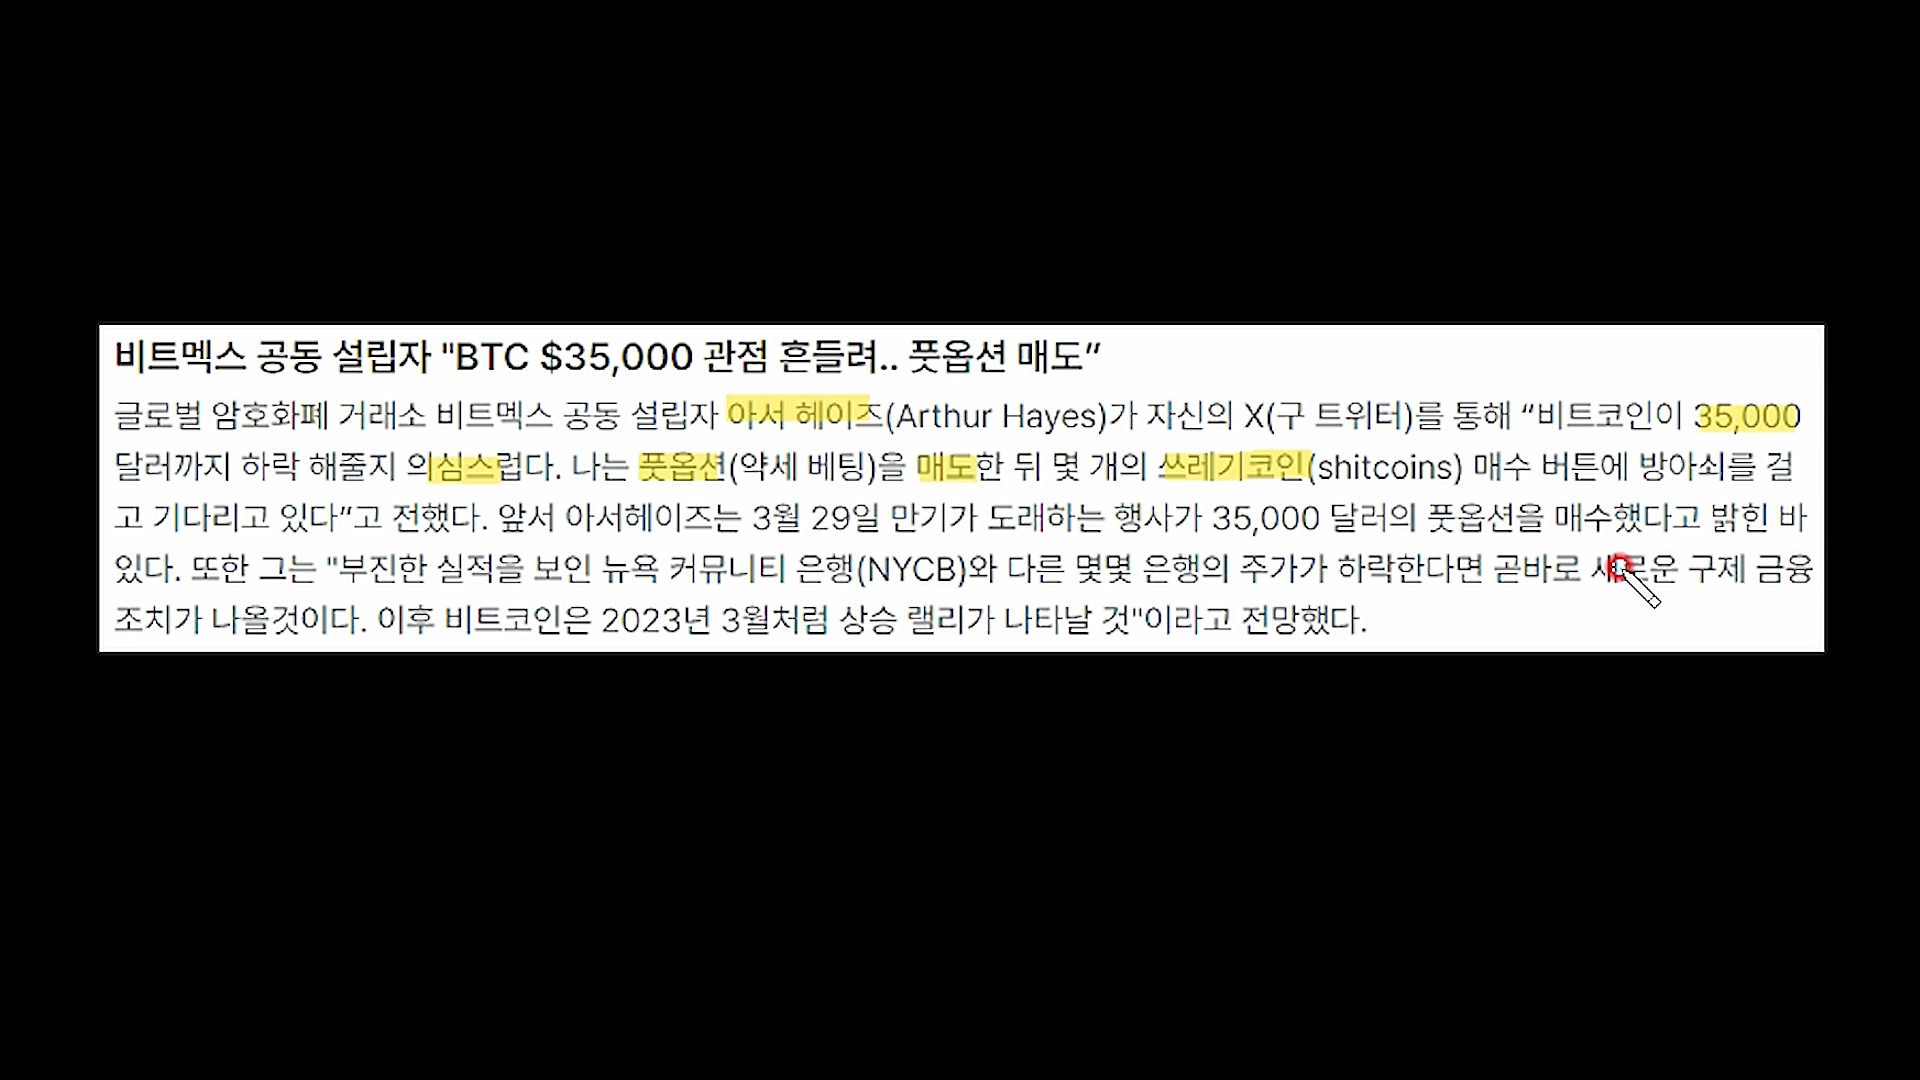 비트멕스 공동 설립자 "BTC $35,000 관점 흔들려.. 풋옵션 매도”
글로벌 암호화폐 거래소 비트멕스 공동 설립자 아서 헤이즈(Arthur Hayes)가 자신의 X(구 트위터)를 통해 “비트코인이 35,000
달러까지 하락 해줄지 의심스럽다. 나는 풋옵션(약세 베팅)을 매도한 뒤 몇 개의 쓰레기코인(shitcoins) 매수 버튼에 방아쇠를 걸
고 기다리고 있다”고 전했다. 앞서 아서헤이즈는 3월 29일 만기가 도래하는 행사가 35,000 달러의 풋옵션을 매수했다고 밝힌 바
있다. 또한 그는 "부진한 실적을 보인 뉴욕 커뮤니티 은행(NYCB)와 다른 몇몇 은행의 주가가 하락한다면 곧바로 새로운 구제 금융
조치가 나올것이다. 이후 비트코인은 2023년 3월처럼 상승 랠리가 나타날 것"이라고 전망했다.